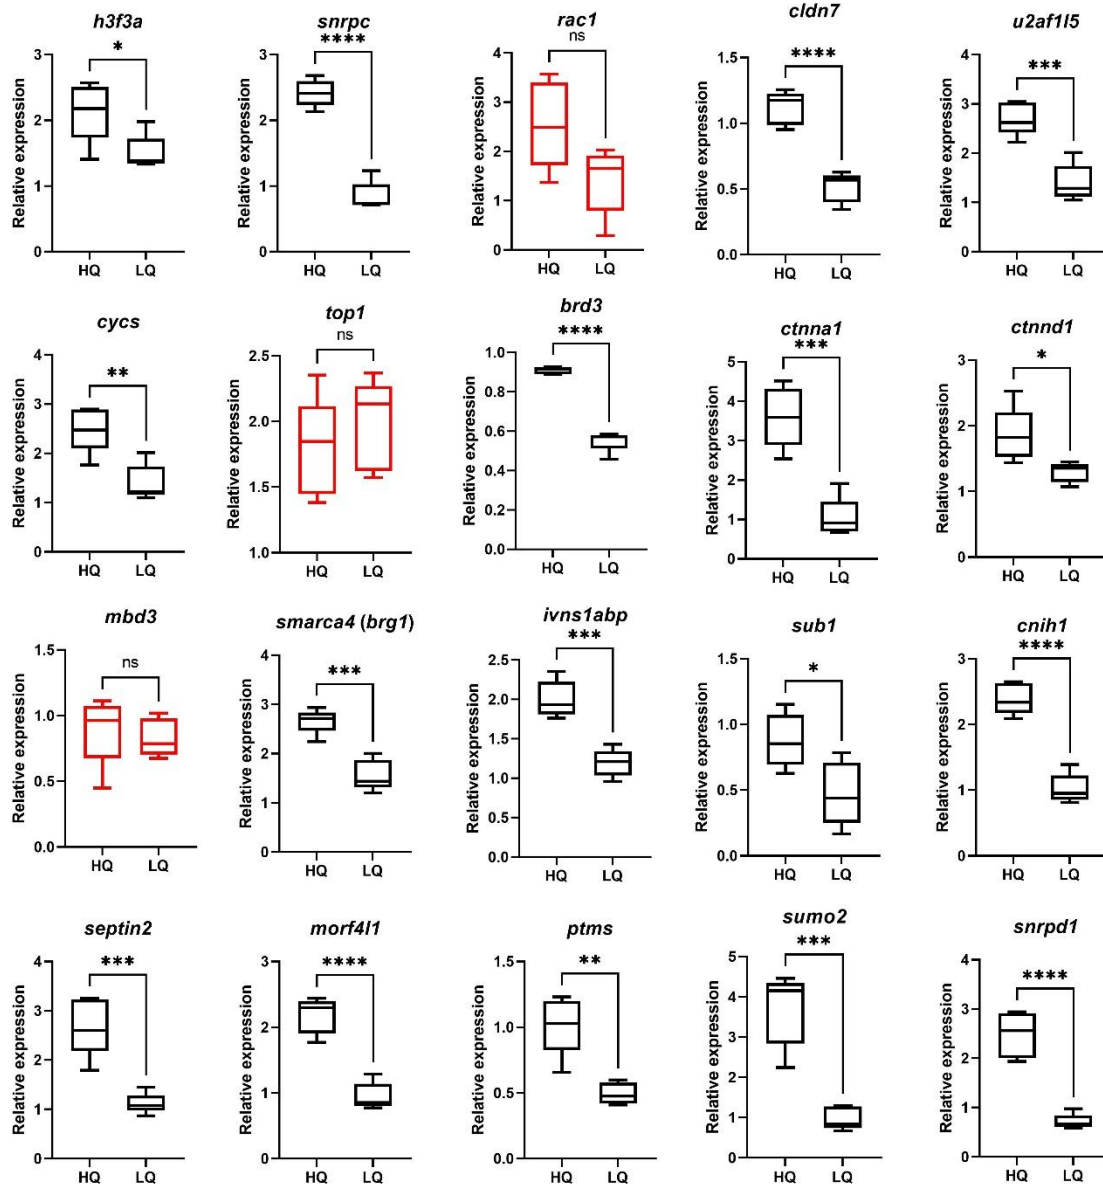 h3f3a
*
Relative expression
3
2
1
0
HQ LQ
snrpc
****
Relative expression
3
2
1
0
HQ LQ
rac1
ns
Relative expression
4
3
2
1
0
HQ LQ
cldn7
****
Relative expression
1.5
1.0
0.5
0.0
HQ LQ
u2af1l5
***
Relative expression
4
3
2
1
0
HQ LQ
cycs
**
Relative expression
4
3
2
1
0
HQ LQ
top1
ns
Relative expression
2.5
2.0
1.5
1.0
HQ LQ
brd3
****
Relative expression
1.0
0.8
0.6
0.4
0.2
0.0
HQ LQ
ctnna1
***
Relative expression
5
4
3
2
1
0
HQ LQ
ctnnd1
*
Relative expression
3
2
1
0
HQ LQ
mbd3
ns
Relative expression
1.5
1.0
0.5
0.0
HQ LQ
smarca4 (brg1)
***
Relative expression
4
3
2
1
0
HQ LQ
ivns1abp
***
Relative expression
2.5
2.0
1.5
1.0
0.5
0.0
HQ LQ
sub1
*
Relative expression
1.5
1.0
0.5
0.0
HQ LQ
cnih1
****
Relative expression
3
2
1
0
HQ LQ
septin2
***
Relative expression
4
3
2
1
0
HQ LQ
morf4l1
****
Relative expression
3
2
1
0
HQ LQ
ptms
**
Relative expression
1.5
1.0
0.5
0.0
HQ LQ
sumo2
***
Relative expression
5
4
3
2
1
0
HQ LQ
snrpd1
****
Relative expression
4
3
2
1
0
HQ LQ